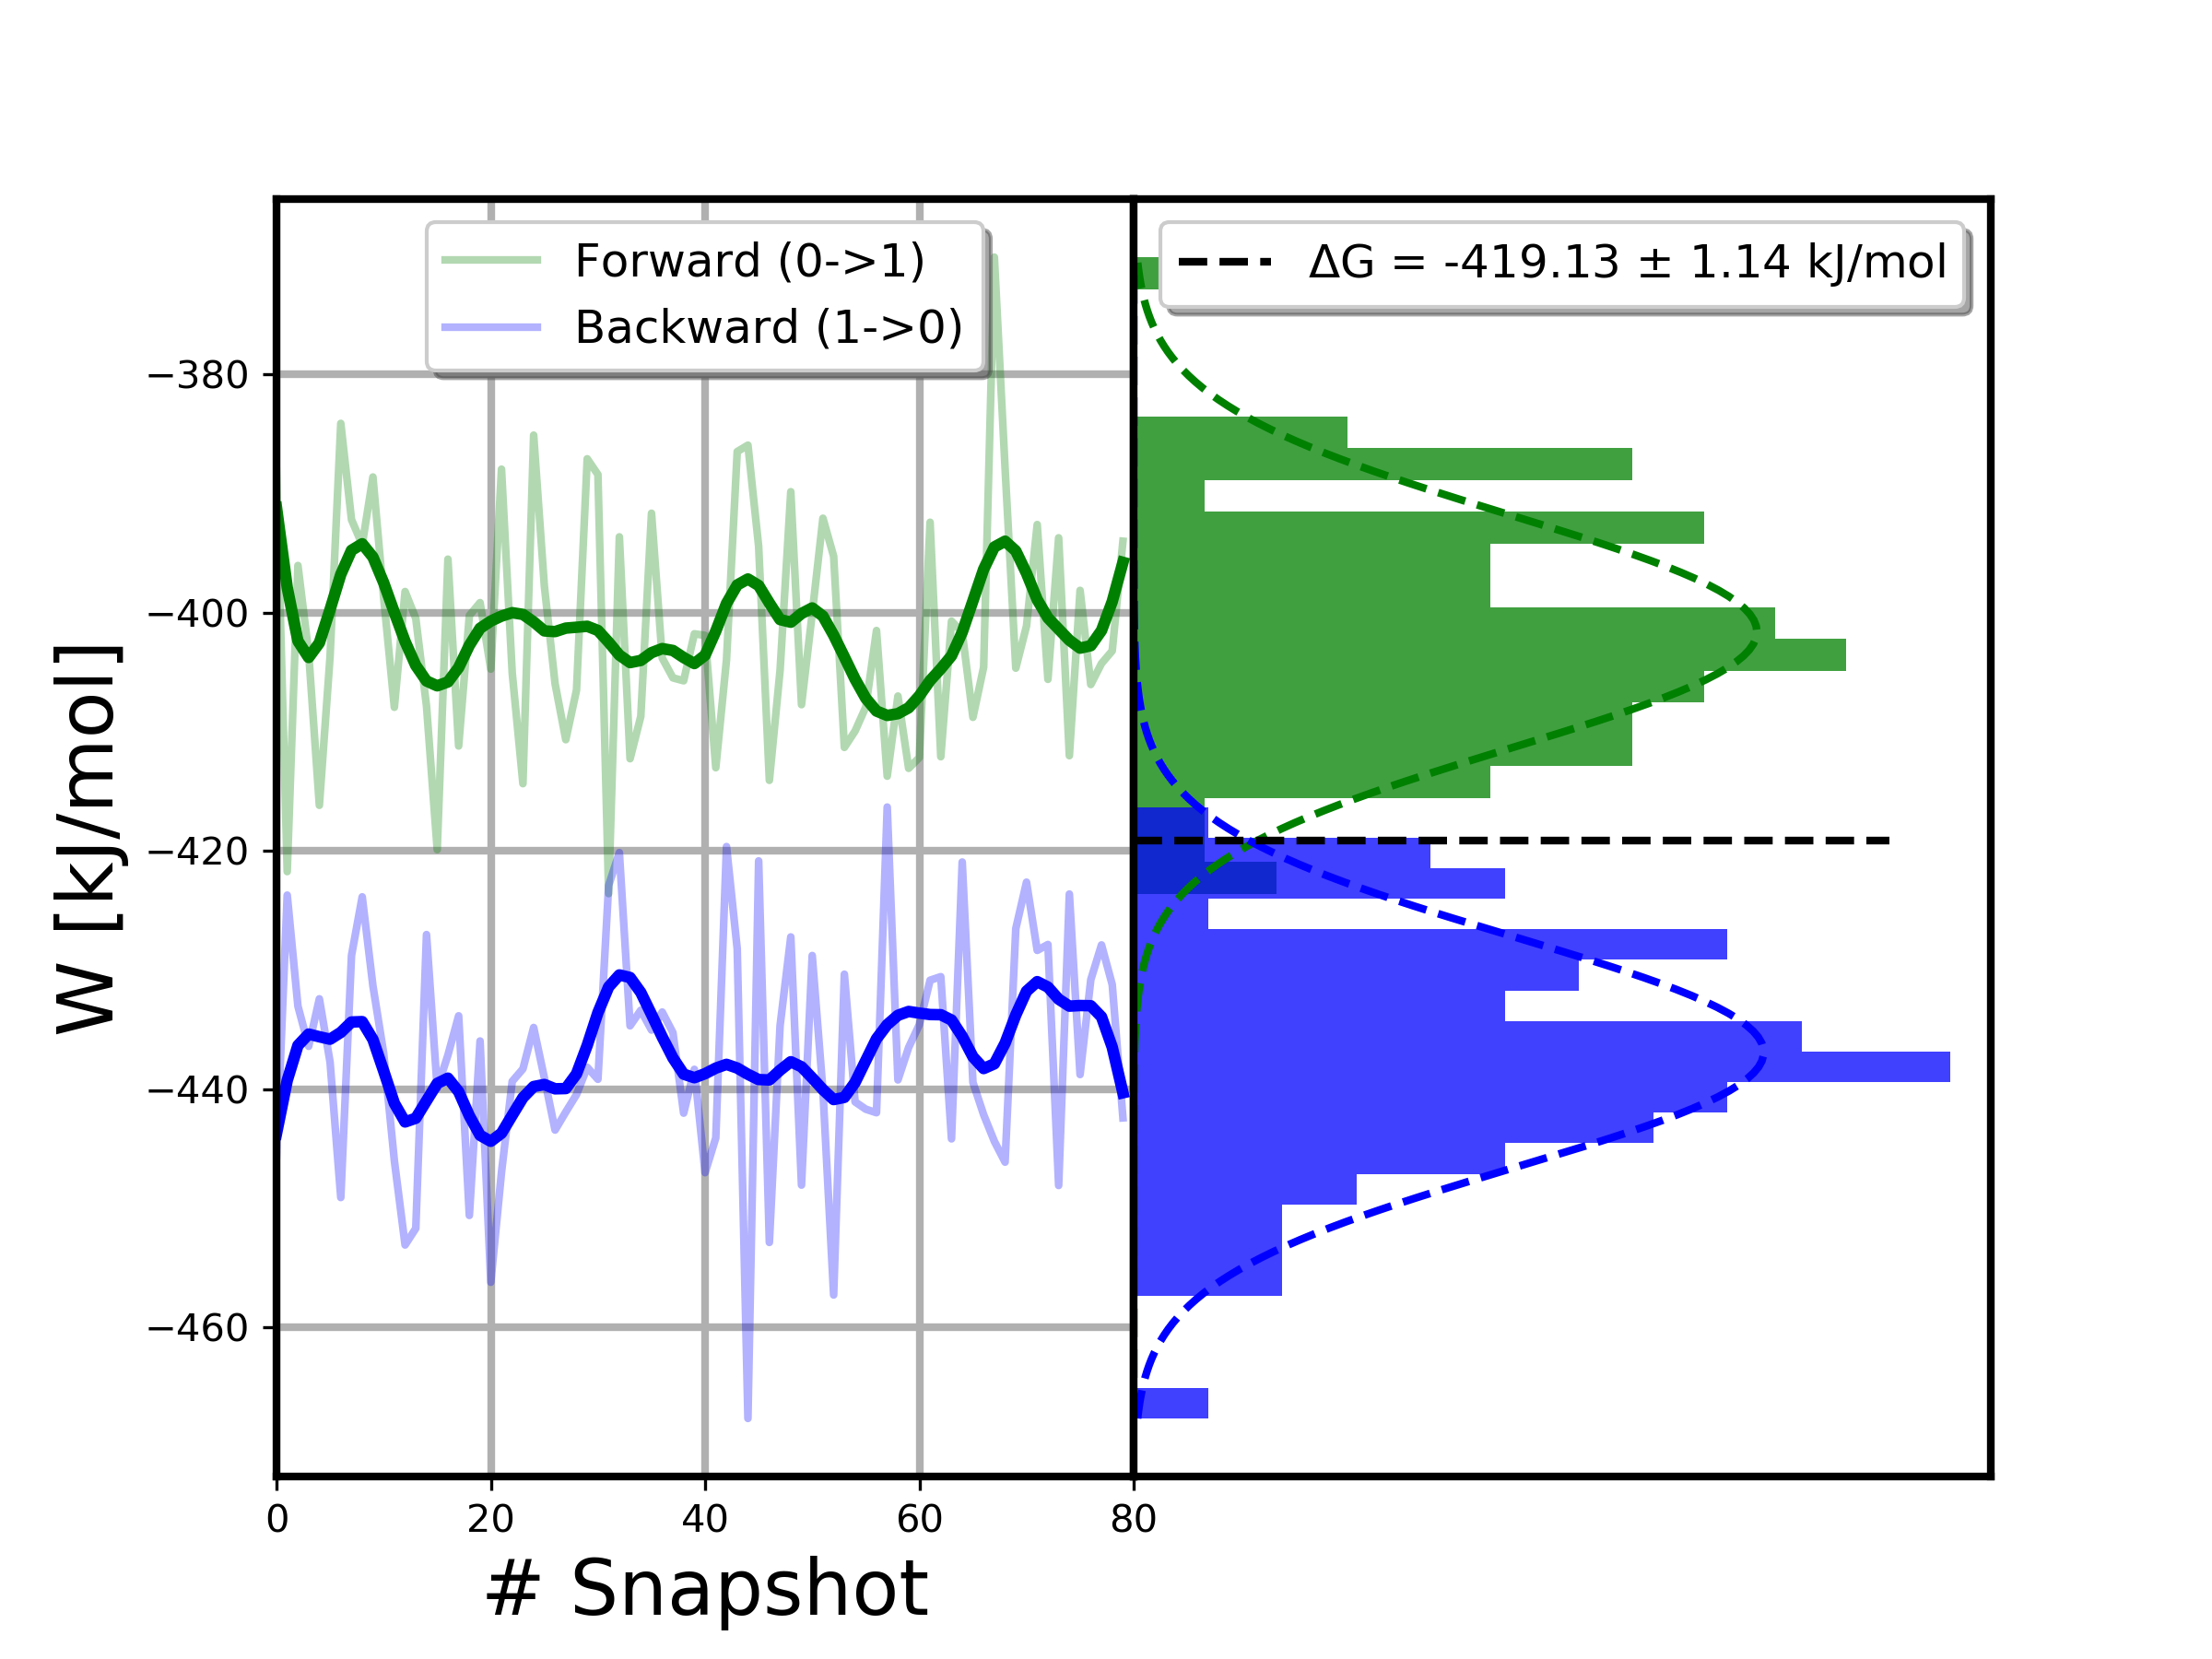 Forward (0->1)
Backward (1->0)
ΔG = -419.13 ± 1.14 kJ/mol
−380
−400
−420
−440
−460
W [kJ/mol]
0 20 40 60 80
# Snapshot